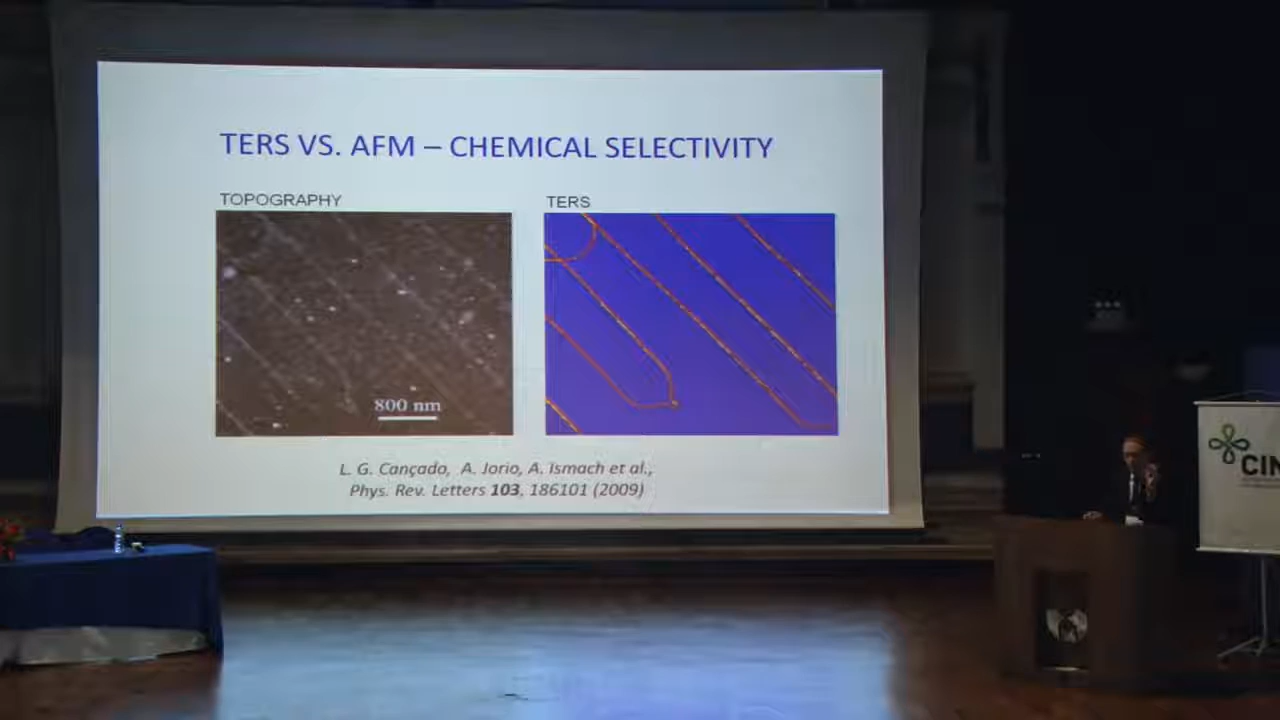 TERS VS. AFM – CHEMICAL SELECTIVITY
TOPOGRAPHY
TERS
800 nm
L. G. Cançado, A. Jorio, A. Ismach et al.,
Phys. Rev. Letters 103, 186101 (2009)